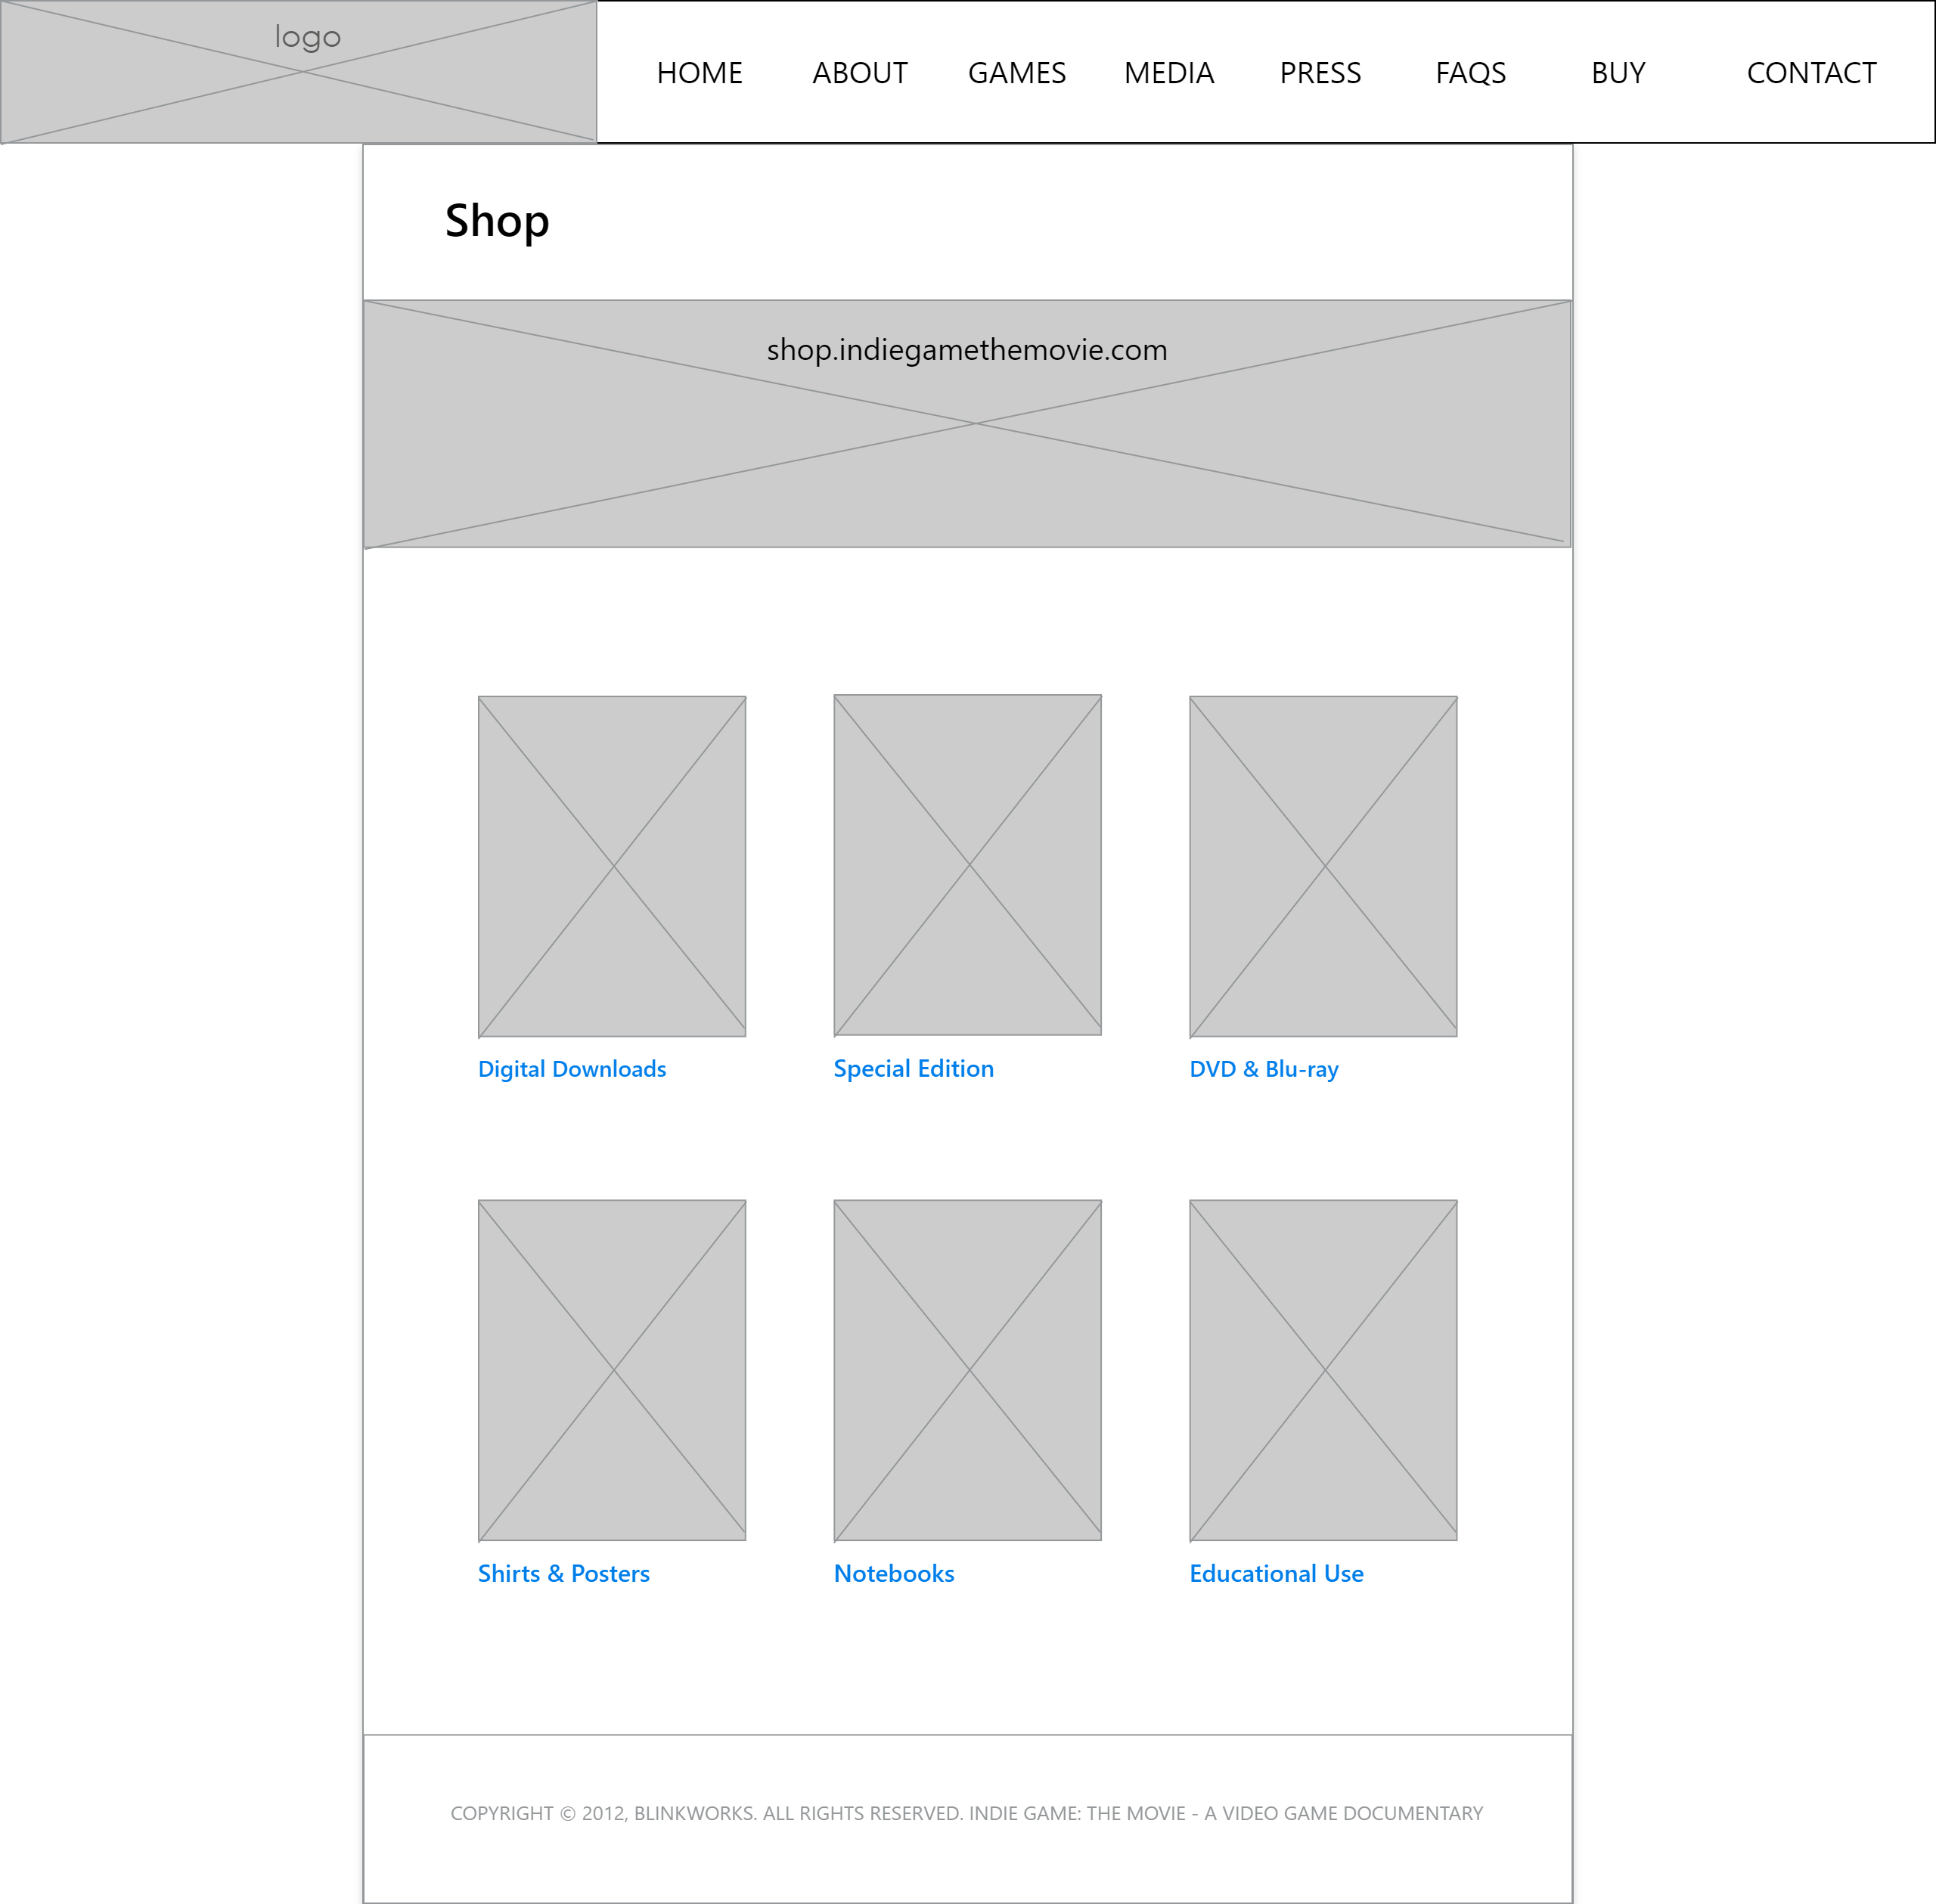 logo
HOME ABOUT GAMES MEDIA PRESS FAQS BUY CONTACT
Shop
shop.indiegamethemovie.com
Digital Downloads Special Edition DVD & Blu-ray
Shirts & Posters Notebooks Educational Use
COPYRIGHT © 2012, BLINKWORKS. ALL RIGHTS RESERVED. INDIE GAME: THE MOVIE - A VIDEO GAME DOCUMENTARY